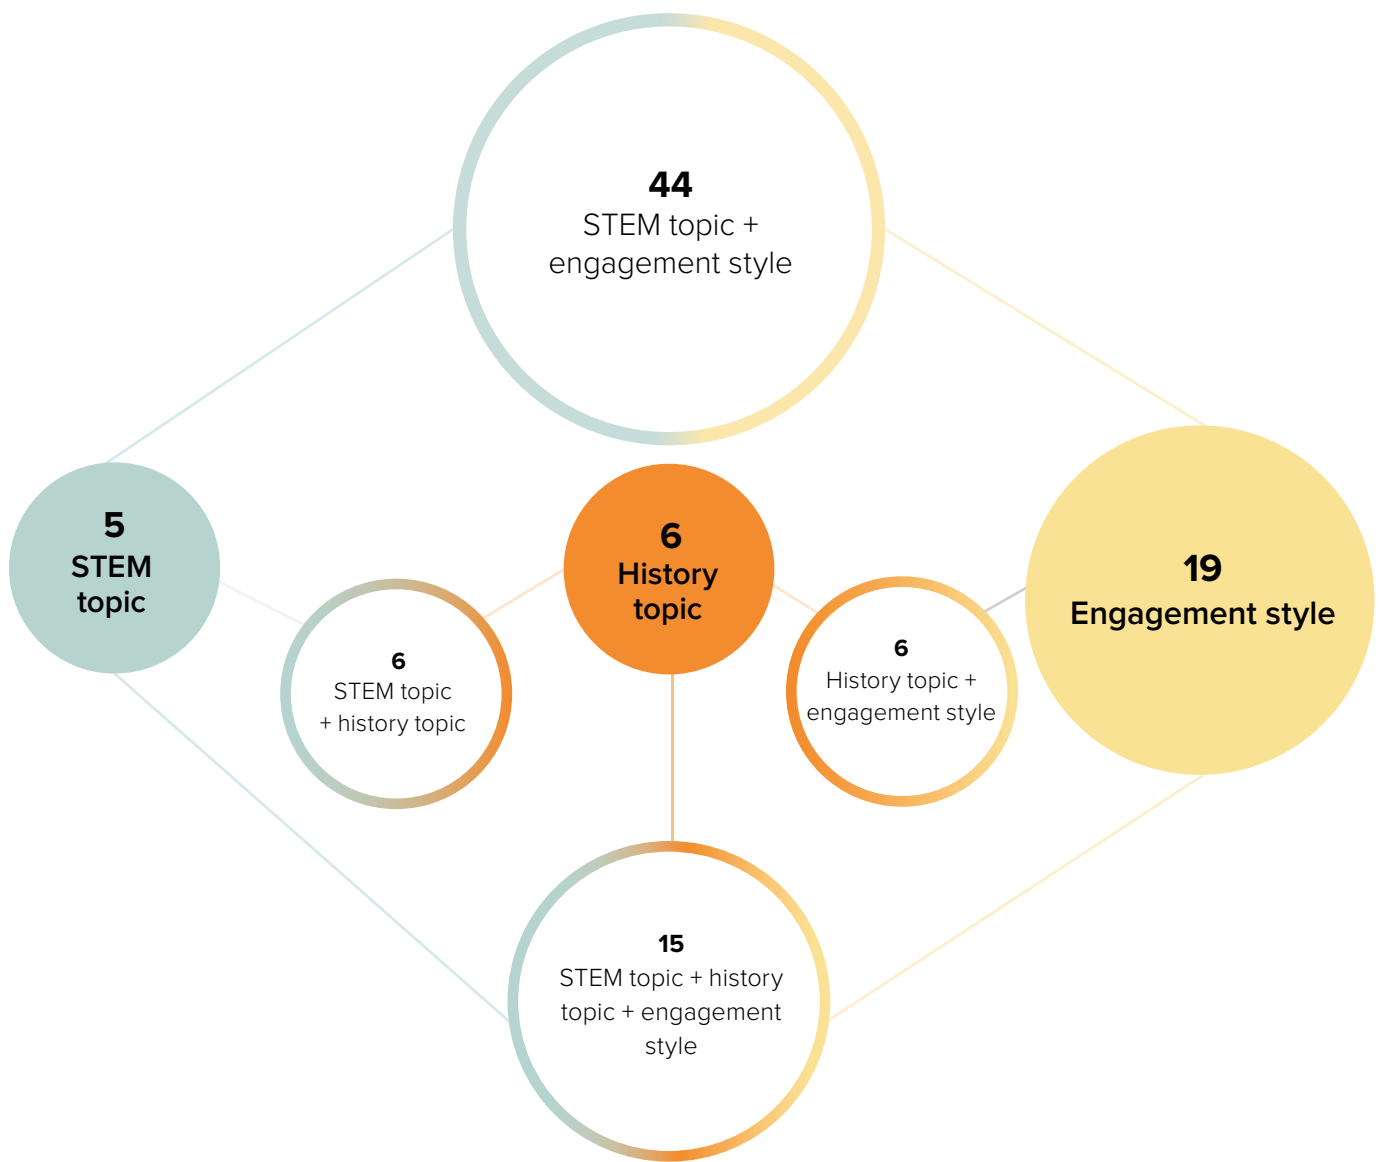 44
STEM topic +
engagement style
5
STEM
topic
6
History
topic
19
Engagement style
6
STEM topic
+ history topic
6
History topic +
engagement style
15
STEM topic + history
topic + engagement
style